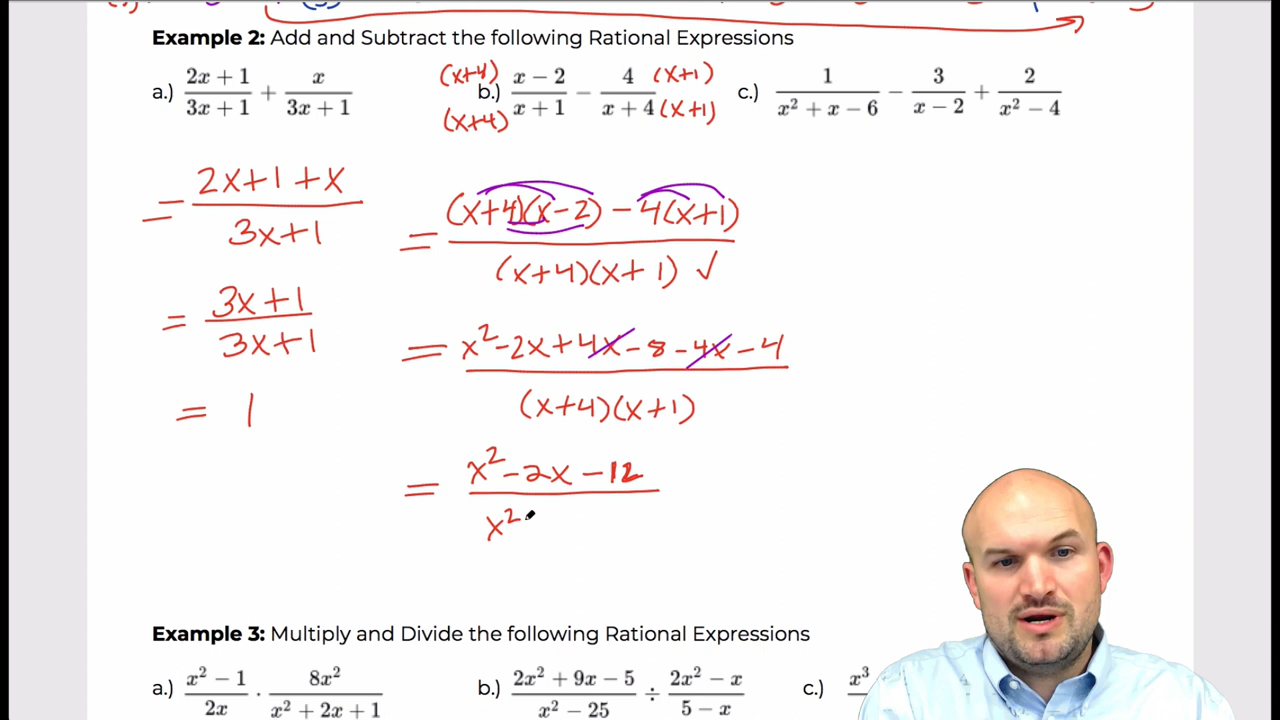 Example 2: Add and Subtract the following Rational Expressions
a.) (2x + 1)/(3x + 1) + x/(3x + 1)
= (2x+1+x)/(3x+1)
= (3x+1)/(3x+1)
= 1
b.) (x+4) (x − 2)/(x + 1) (x+4) − 4 (x+1)/(x + 4) (x+1)
= ((x+4)(x-2) - 4(x+1))/((x+4)(x+1)) √
= (x² - 2x + 4x - 8 - 4x - 4)/((x+4)(x+1))
= (x² - 2x - 12)/x²
c.) 1/(x² + x − 6) − 3/(x − 2) + 2/(x² − 4)
Example 3: Multiply and Divide the following Rational Expressions
a.) (x² − 1)/(2x) · 8x²/(x² + 2x + 1)
b.) (2x² + 9x − 5)/(x² − 25) ÷ (2x² − x)/(5 − x)
c.) x³